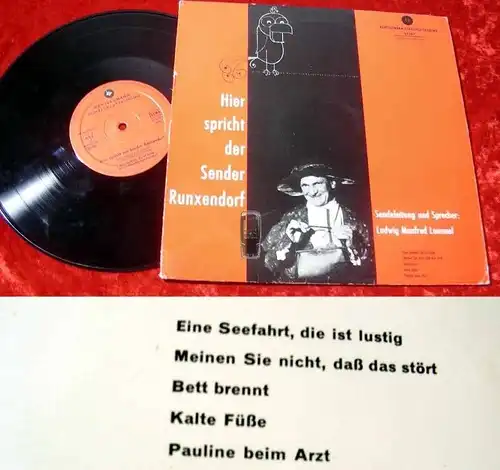 Hier
spricht
der
Sender
Runxendorf
Sendeleitung und Sprecher:
Ludwig Manfred Lommel
Eine Seefahrt, die ist lustig
Meinen Sie nicht, daß das stört
Bett brennt
Kalte Füße
Pauline beim Arzt